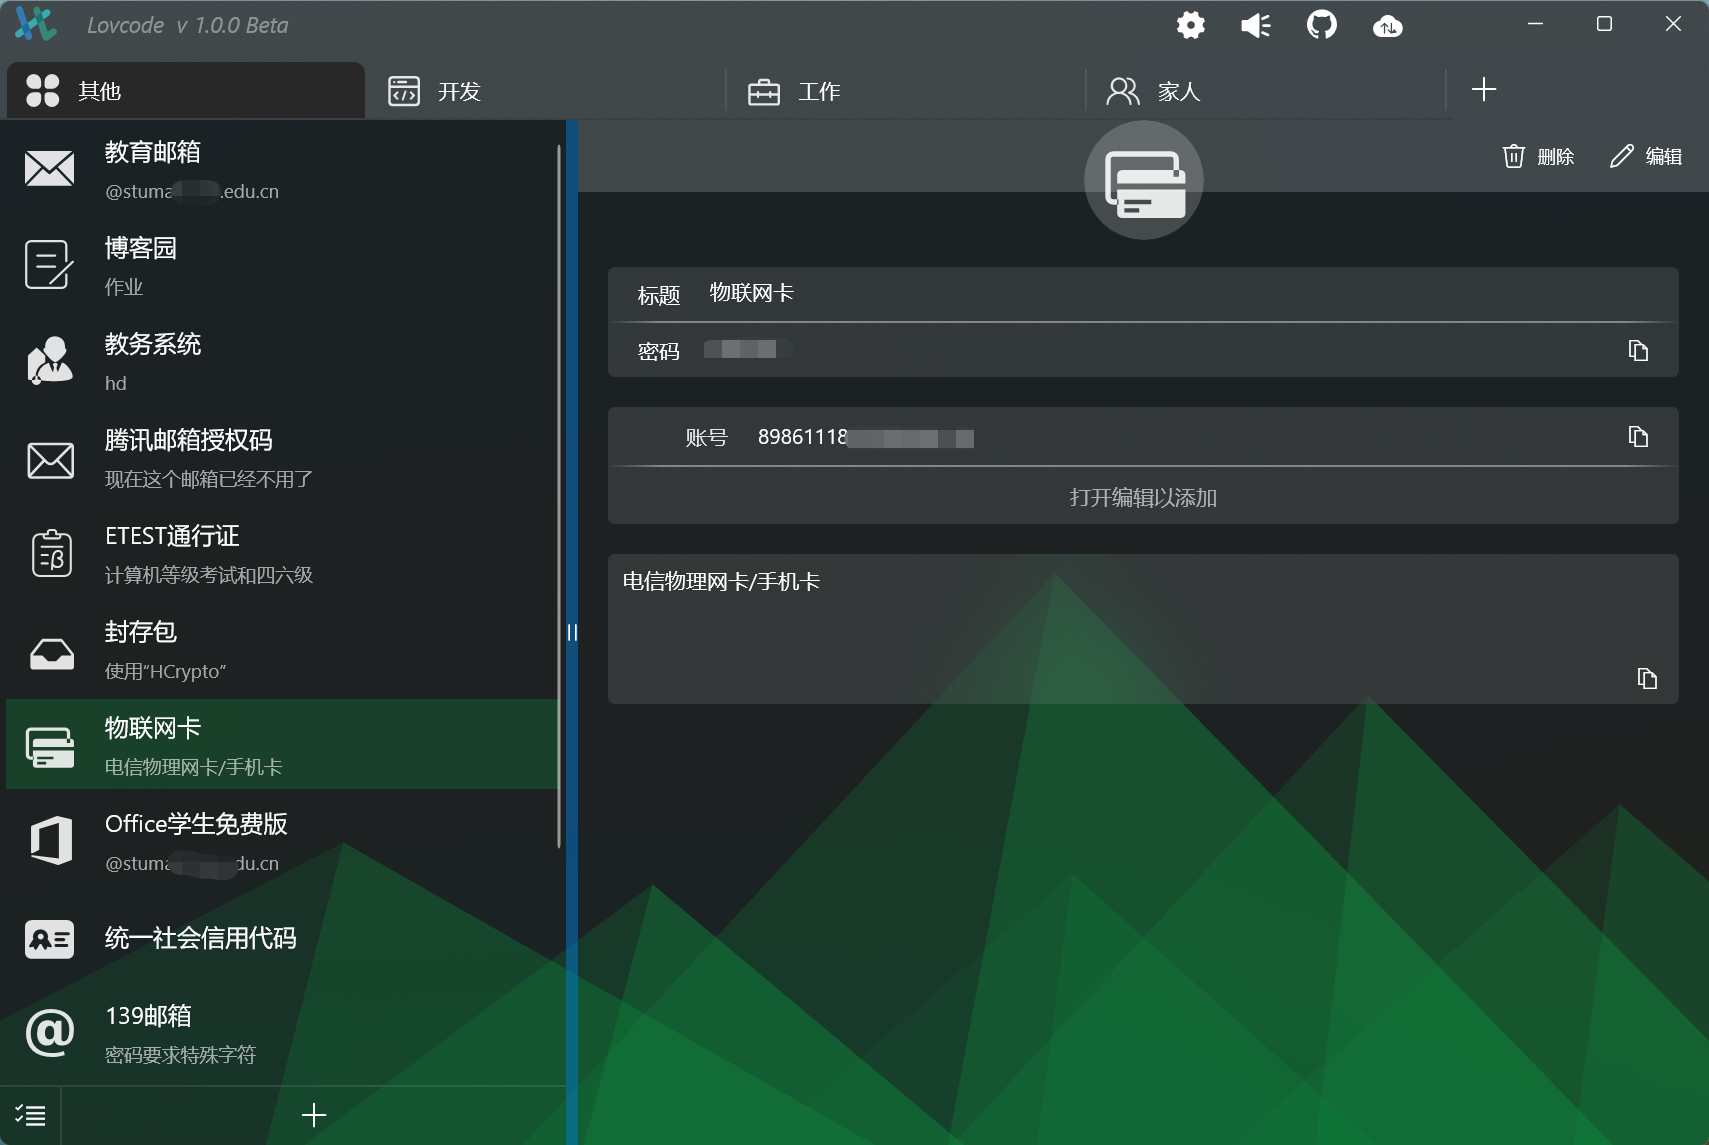 Lovcode v 1.0.0 Beta
其他
开发
工作
家人
教育邮箱
@stuma .edu.cn
博客园
作业
教务系统
hd
腾讯邮箱授权码
现在这个邮箱已经不用了
ETEST通行证
计算机等级考试和四六级
封存包
使用“HCrypto”
物联网卡
电信物理网卡/手机卡
Office学生免费版
@stuma du.cn
统一社会信用代码
139邮箱
密码要求特殊字符
删除
编辑
标题 物联网卡
密码
账号 89861118
打开编辑以添加
电信物理网卡/手机卡